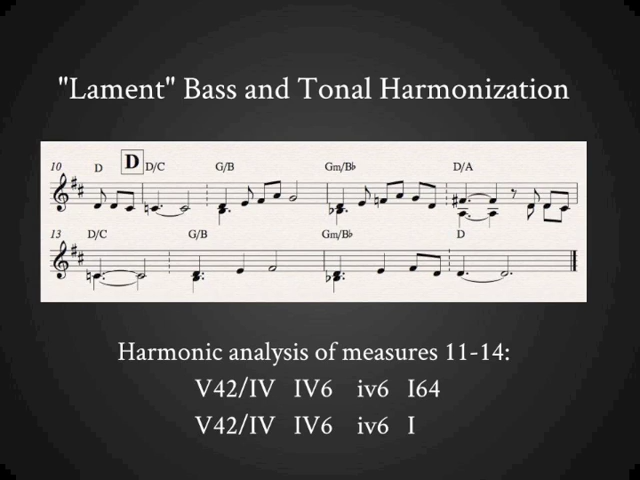 "Lament" Bass and Tonal Harmonization
10 D D D/C G/B Gm/B♭ D/A
13 D/C G/B Gm/B♭ D
Harmonic analysis of measures 11-14:
V42/IV IV6 iv6 I64
V42/IV IV6 iv6 I